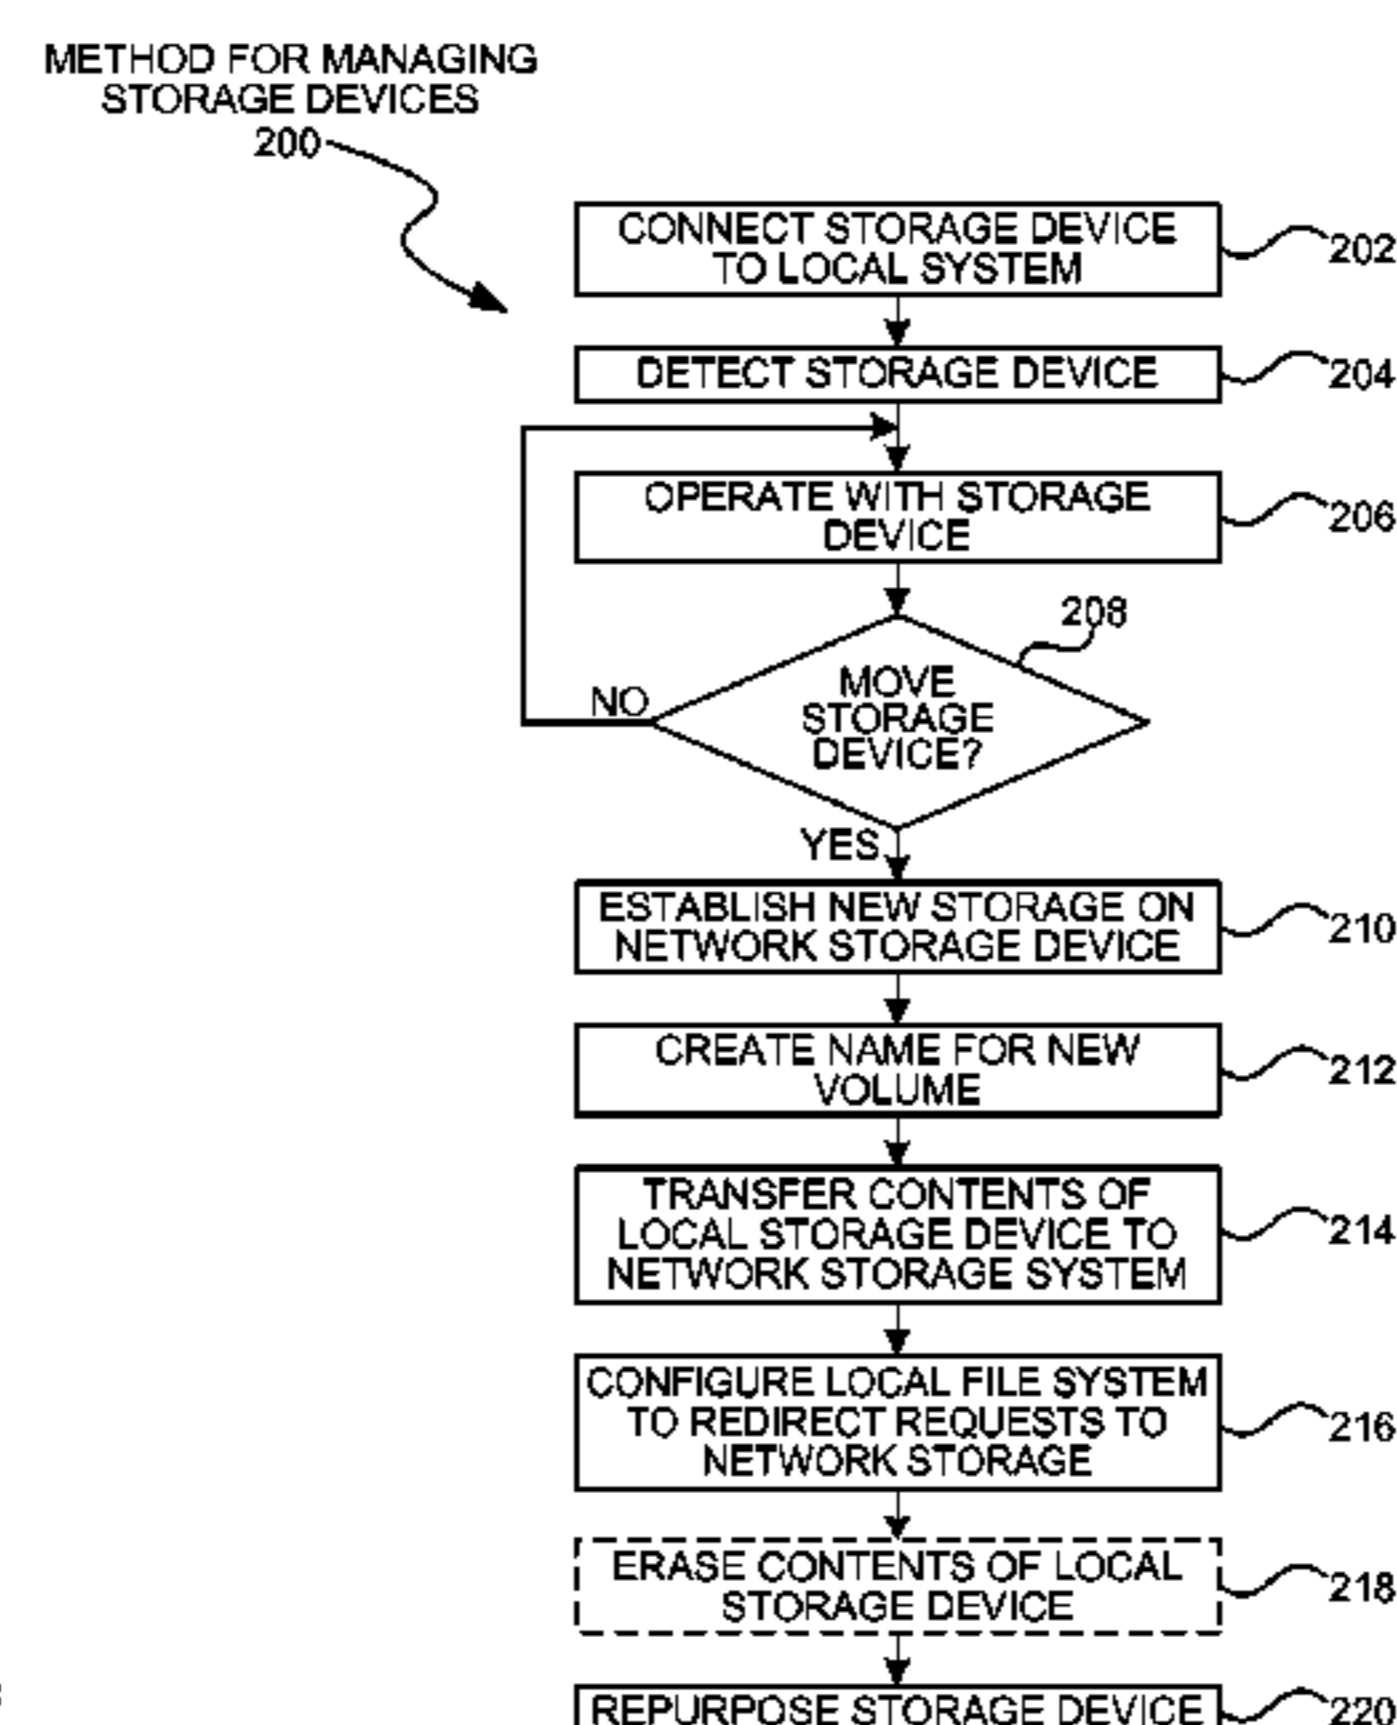 METHOD FOR MANAGING
STORAGE DEVICES
200
CONNECT STORAGE DEVICE
TO LOCAL SYSTEM
202
DETECT STORAGE DEVICE
204
OPERATE WITH STORAGE
DEVICE
206
208
MOVE
STORAGE
DEVICE?
NO
YES
ESTABLISH NEW STORAGE ON
NETWORK STORAGE DEVICE
210
CREATE NAME FOR NEW
VOLUME
212
TRANSFER CONTENTS OF
LOCAL STORAGE DEVICE TO
NETWORK STORAGE SYSTEM
214
CONFIGURE LOCAL FILE SYSTEM
TO REDIRECT REQUESTS TO
NETWORK STORAGE
216
ERASE CONTENTS OF LOCAL
STORAGE DEVICE
218
REPURPOSE STORAGE DEVICE
220